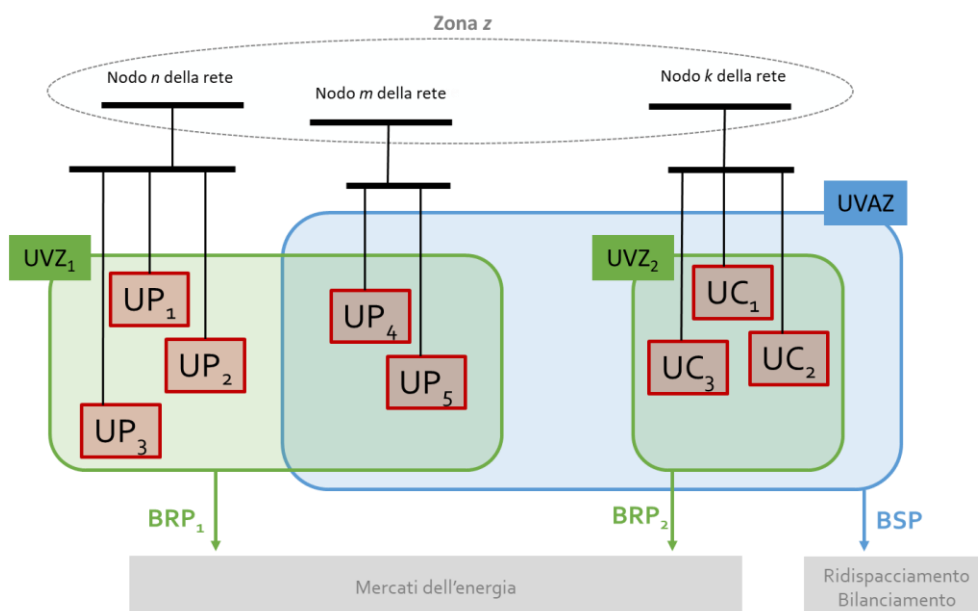 Zona z
Nodo n della rete
Nodo m della rete
Nodo k della rete
UVAZ
UVZ₁
UVZ₂
UP₁
UP₄
UC₁
UP₂
UP₅
UC₃
UC₂
UP₃
BRP₁
BRP₂
BSP
Mercati dell'energia
Ridispacciamento
Bilanciamento